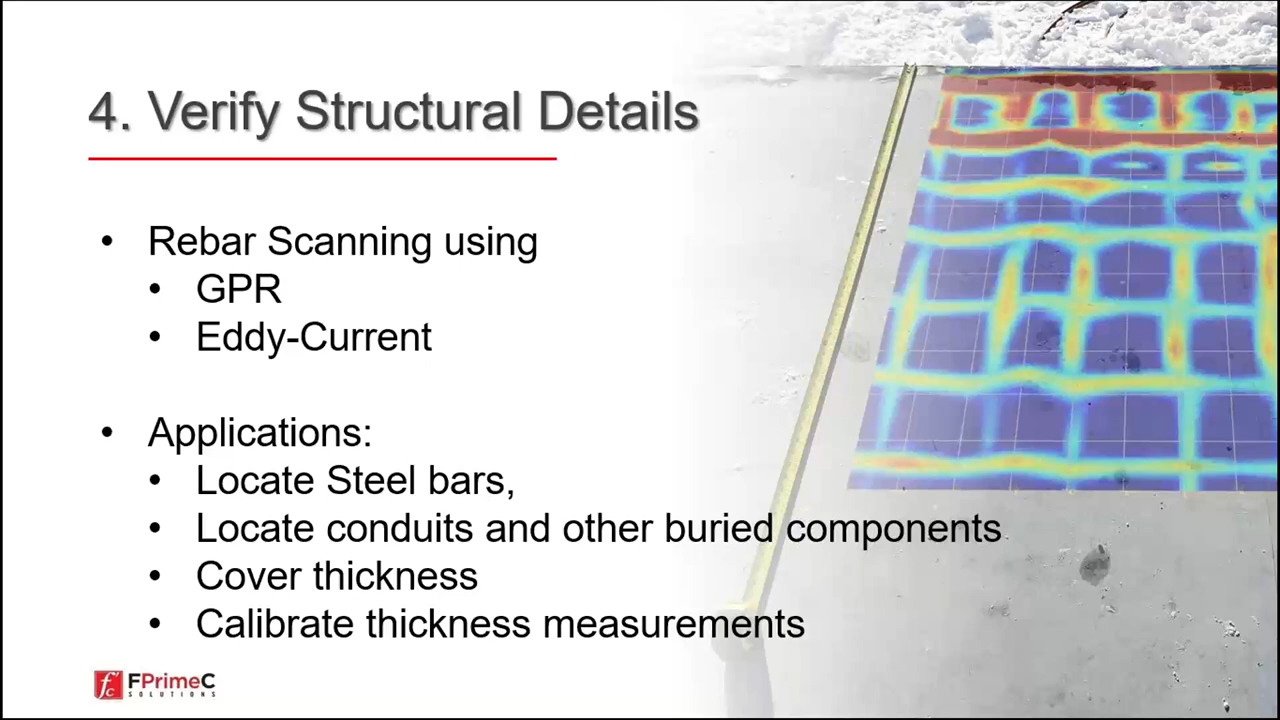 4. Verify Structural Details
• Rebar Scanning using
• GPR
• Eddy-Current
• Applications:
• Locate Steel bars,
• Locate conduits and other buried components
• Cover thickness
• Calibrate thickness measurements
f'c FPrimeC
SOLUTIONS